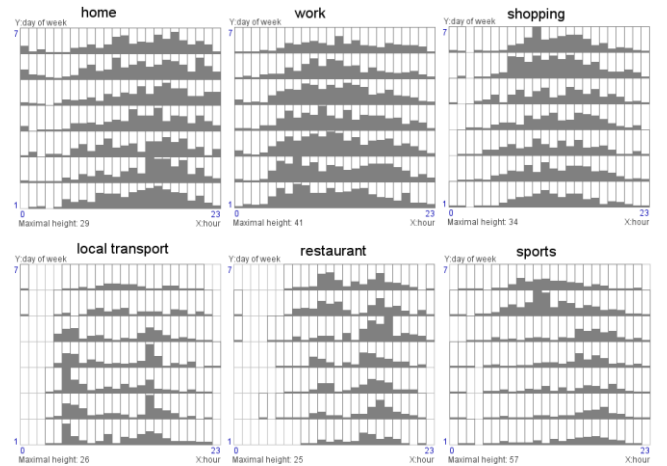 home
Y:day of week
7
1
0
23
Maximal height: 29
X:hour
work
Y:day of week
7
1
0
23
Maximal height: 41
X:hour
shopping
Y:day of week
7
1
0
23
Maximal height: 34
X:hour
local transport
Y:day of week
7
1
0
23
Maximal height: 26
X:hour
restaurant
Y:day of week
7
1
0
23
Maximal height: 25
X:hour
sports
Y:day of week
7
1
0
23
Maximal height: 57
X:hour